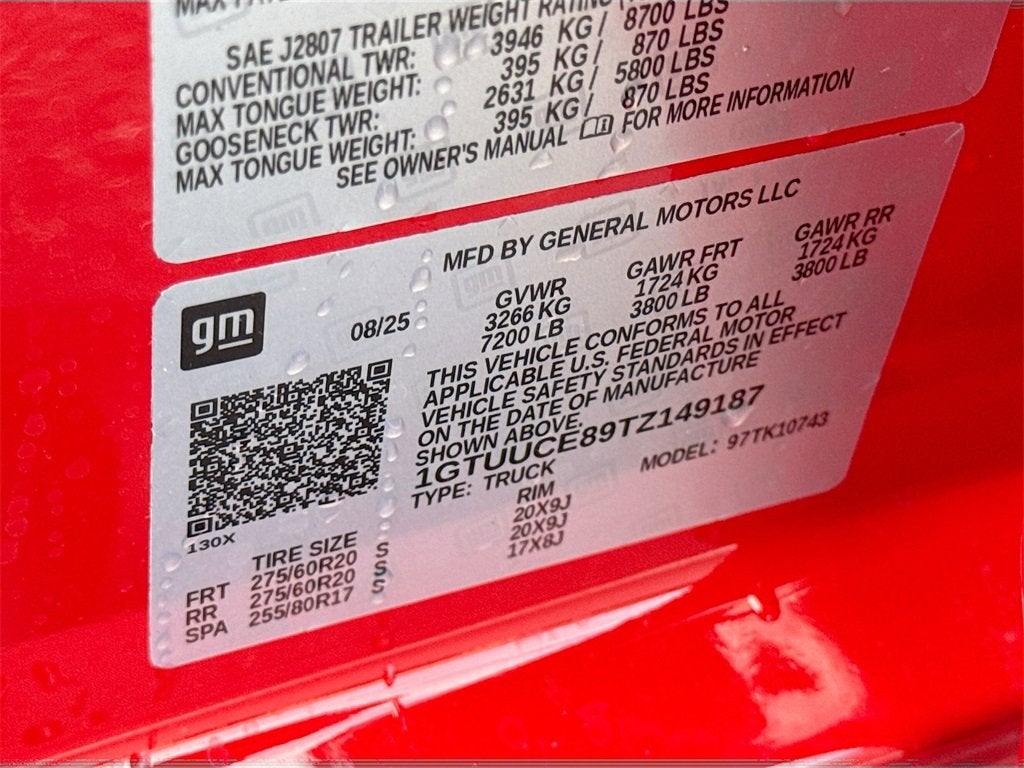 SAE J2807 TRAILER WEIGHT RATING
CONVENTIONAL TWR: 3946 KG/ 8700 LBS
MAX TONGUE WEIGHT: 395 KG/ 870 LBS
GOOSENECK TWR: 2631 KG/ 5800 LBS
MAX TONGUE WEIGHT: 395 KG/ 870 LBS
SEE OWNER'S MANUAL FOR MORE INFORMATION
MFD BY GENERAL MOTORS LLC
gm
08/25
GVWR GAWR FRT GAWR RR
3266 KG 1724 KG 1724 KG
7200 LB 3800 LB 3800 LB
THIS VEHICLE CONFORMS TO ALL
APPLICABLE U.S. FEDERAL MOTOR
VEHICLE SAFETY STANDARDS IN EFFECT
ON THE DATE OF MANUFACTURE
SHOWN ABOVE.
1GTUUCE89TZ149187
TYPE: TRUCK MODEL: 97TK10743
130X
TIRE SIZE RIM
FRT 275/60R20 S 20X9J
RR 275/60R20 S 20X9J
SPA 255/80R17 S 17X8J